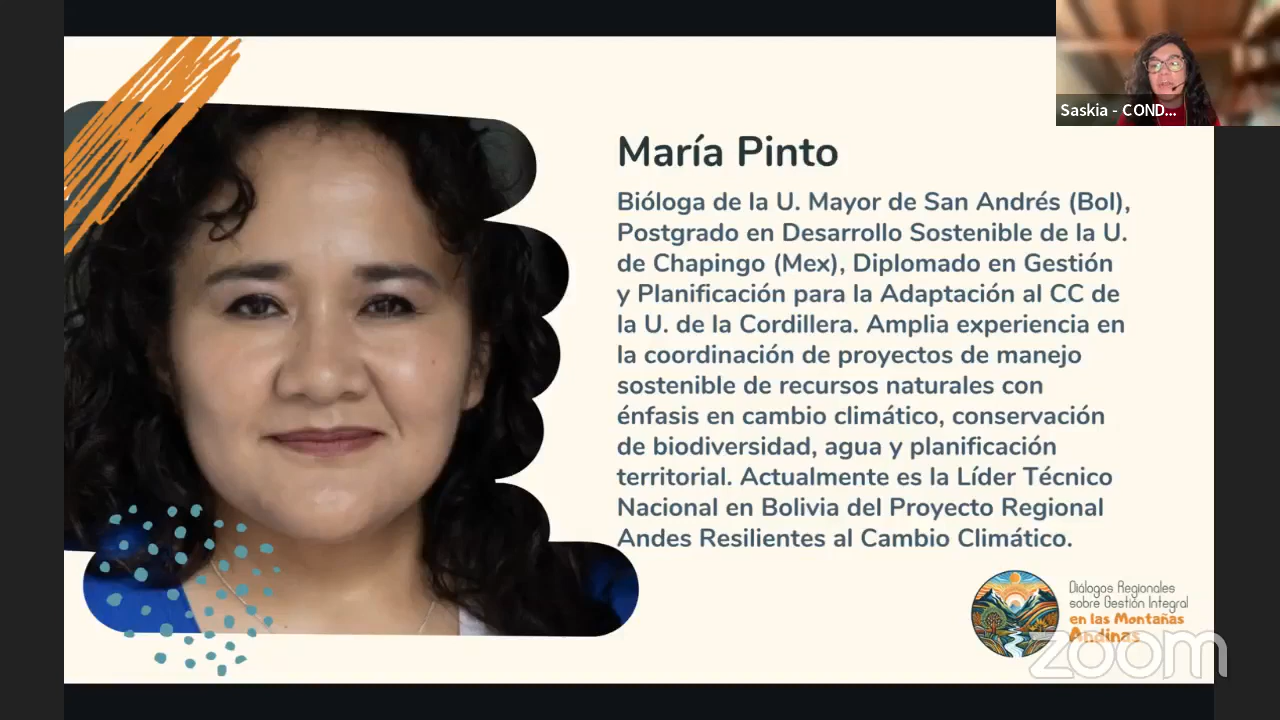 Saskia - COND...
María Pinto
Bióloga de la U. Mayor de San Andrés (Bol),
Postgrado en Desarrollo Sostenible de la U.
de Chapingo (Mex), Diplomado en Gestión
y Planificación para la Adaptación al CC de
la U. de la Cordillera. Amplia experiencia en
la coordinación de proyectos de manejo
sostenible de recursos naturales con
énfasis en cambio climático, conservación
de biodiversidad, agua y planificación
territorial. Actualmente es la Líder Técnico
Nacional en Bolivia del Proyecto Regional
Andes Resilientes al Cambio Climático.
Diálogos Regionales
sobre Gestión Integral
en las Montañas
Andinas
zoom